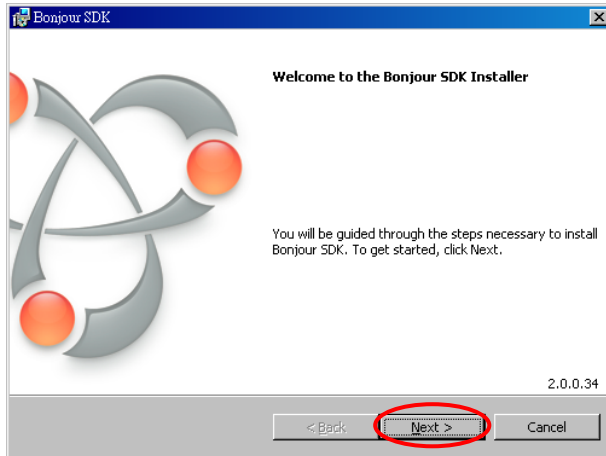 Bonjour SDK
Welcome to the Bonjour SDK Installer
You will be guided through the steps necessary to install
Bonjour SDK. To get started, click Next.
2.0.0.34
< Back
Next >
Cancel